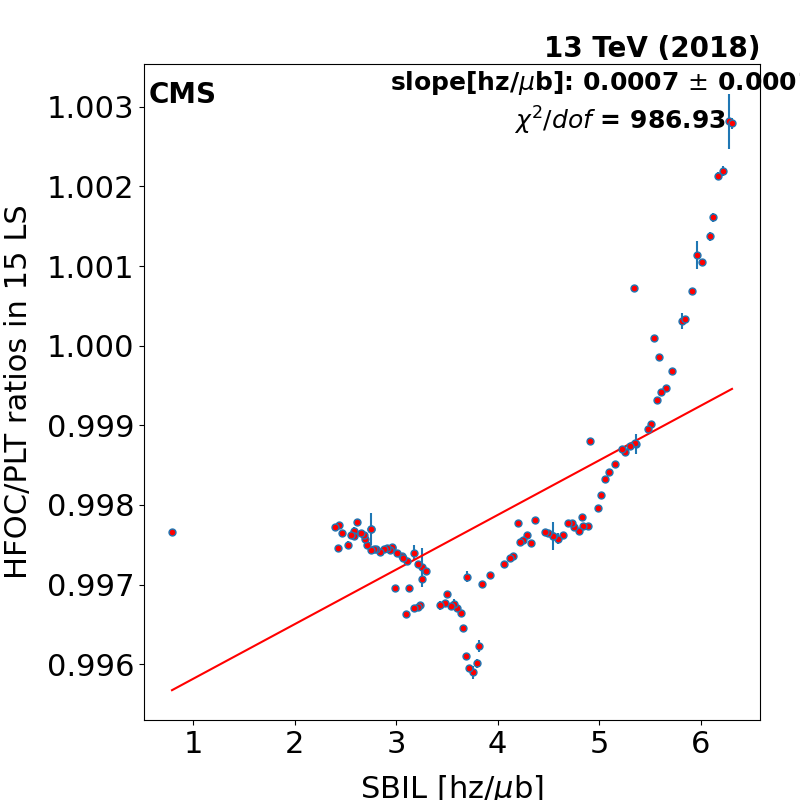 13 TeV (2018)
CMS
slope[hz/μb]: 0.0007 ± 0.000
χ²/dof = 986.93
HFOC/PLT ratios in 15 LS
1.003
1.002
1.001
1.000
0.999
0.998
0.997
0.996
1 2 3 4 5 6
SBIL [hz/μb]